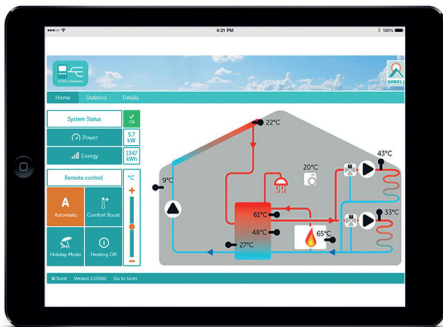 4:21 PM
100%
SOREL
Home
Statistics
Details
System Status
Ok
Power
5.7
kW
Energy
1347
kWh
Remote control
°C
A
Automatic
Comfort Boost
Holiday Mode
Heating Off
22°C
9°C
20°C
43°C
61°C
33°C
48°C
65°C
27°C
© Sorel
Go to Sorel